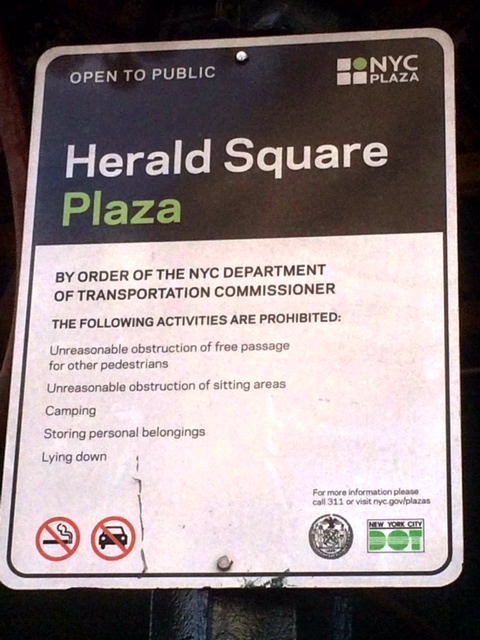 OPEN TO PUBLIC
NYC
PLAZA
Herald Square
Plaza
BY ORDER OF THE NYC DEPARTMENT
OF TRANSPORTATION COMMISSIONER
THE FOLLOWING ACTIVITIES ARE PROHIBITED:
Unreasonable obstruction of free passage
for other pedestrians
Unreasonable obstruction of sitting areas
Camping
Storing personal belongings
Lying down
For more information please
call 311 or visit nyc.gov/plazas
NEW YORK CITY
DOT